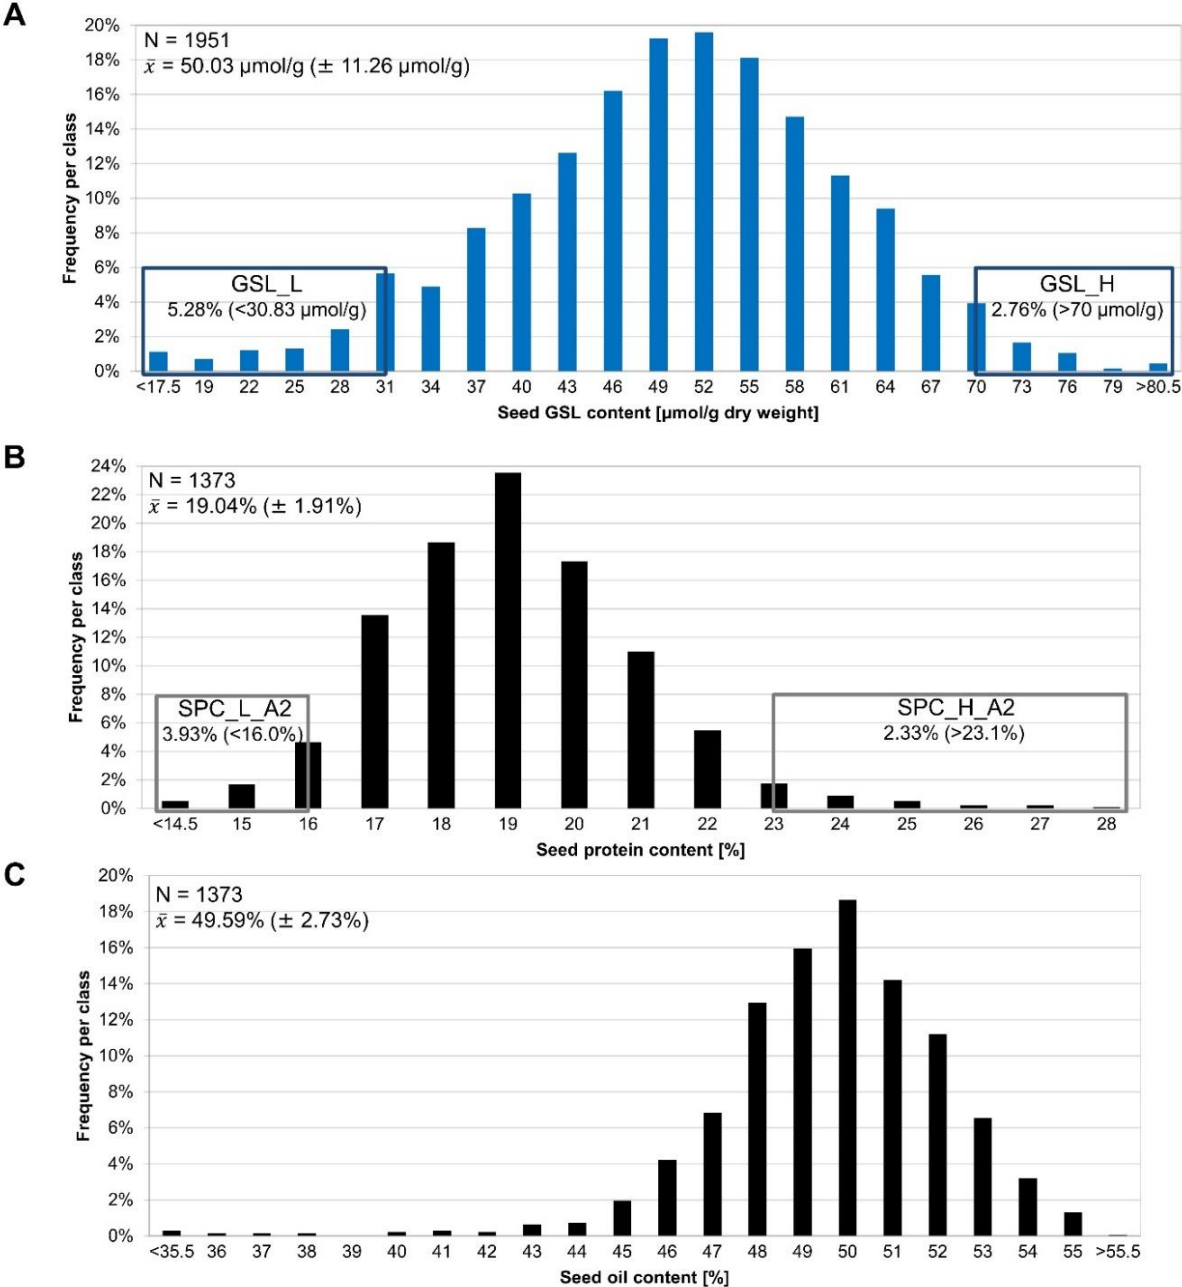 A
20%
18%
16%
14%
12%
10%
8%
6%
4%
2%
0%
Frequency per class
N = 1951
x̄ = 50.03 µmol/g (± 11.26 µmol/g)
GSL_L
5.28% (<30.83 µmol/g)
GSL_H
2.76% (>70 µmol/g)
<17.5 19 22 25 28 31 34 37 40 43 46 49 52 55 58 61 64 67 70 73 76 79 >80.5
Seed GSL content [µmol/g dry weight]
B
24%
22%
20%
18%
16%
14%
12%
10%
8%
6%
4%
2%
0%
Frequency per class
N = 1373
x̄ = 19.04% (± 1.91%)
SPC_L_A2
3.93% (<16.0%)
SPC_H_A2
2.33% (>23.1%)
<14.5 15 16 17 18 19 20 21 22 23 24 25 26 27 28
Seed protein content [%]
C
20%
18%
16%
14%
12%
10%
8%
6%
4%
2%
0%
Frequency per class
N = 1373
x̄ = 49.59% (± 2.73%)
<35.5 36 37 38 39 40 41 42 43 44 45 46 47 48 49 50 51 52 53 54 55 >55.5
Seed oil content [%]